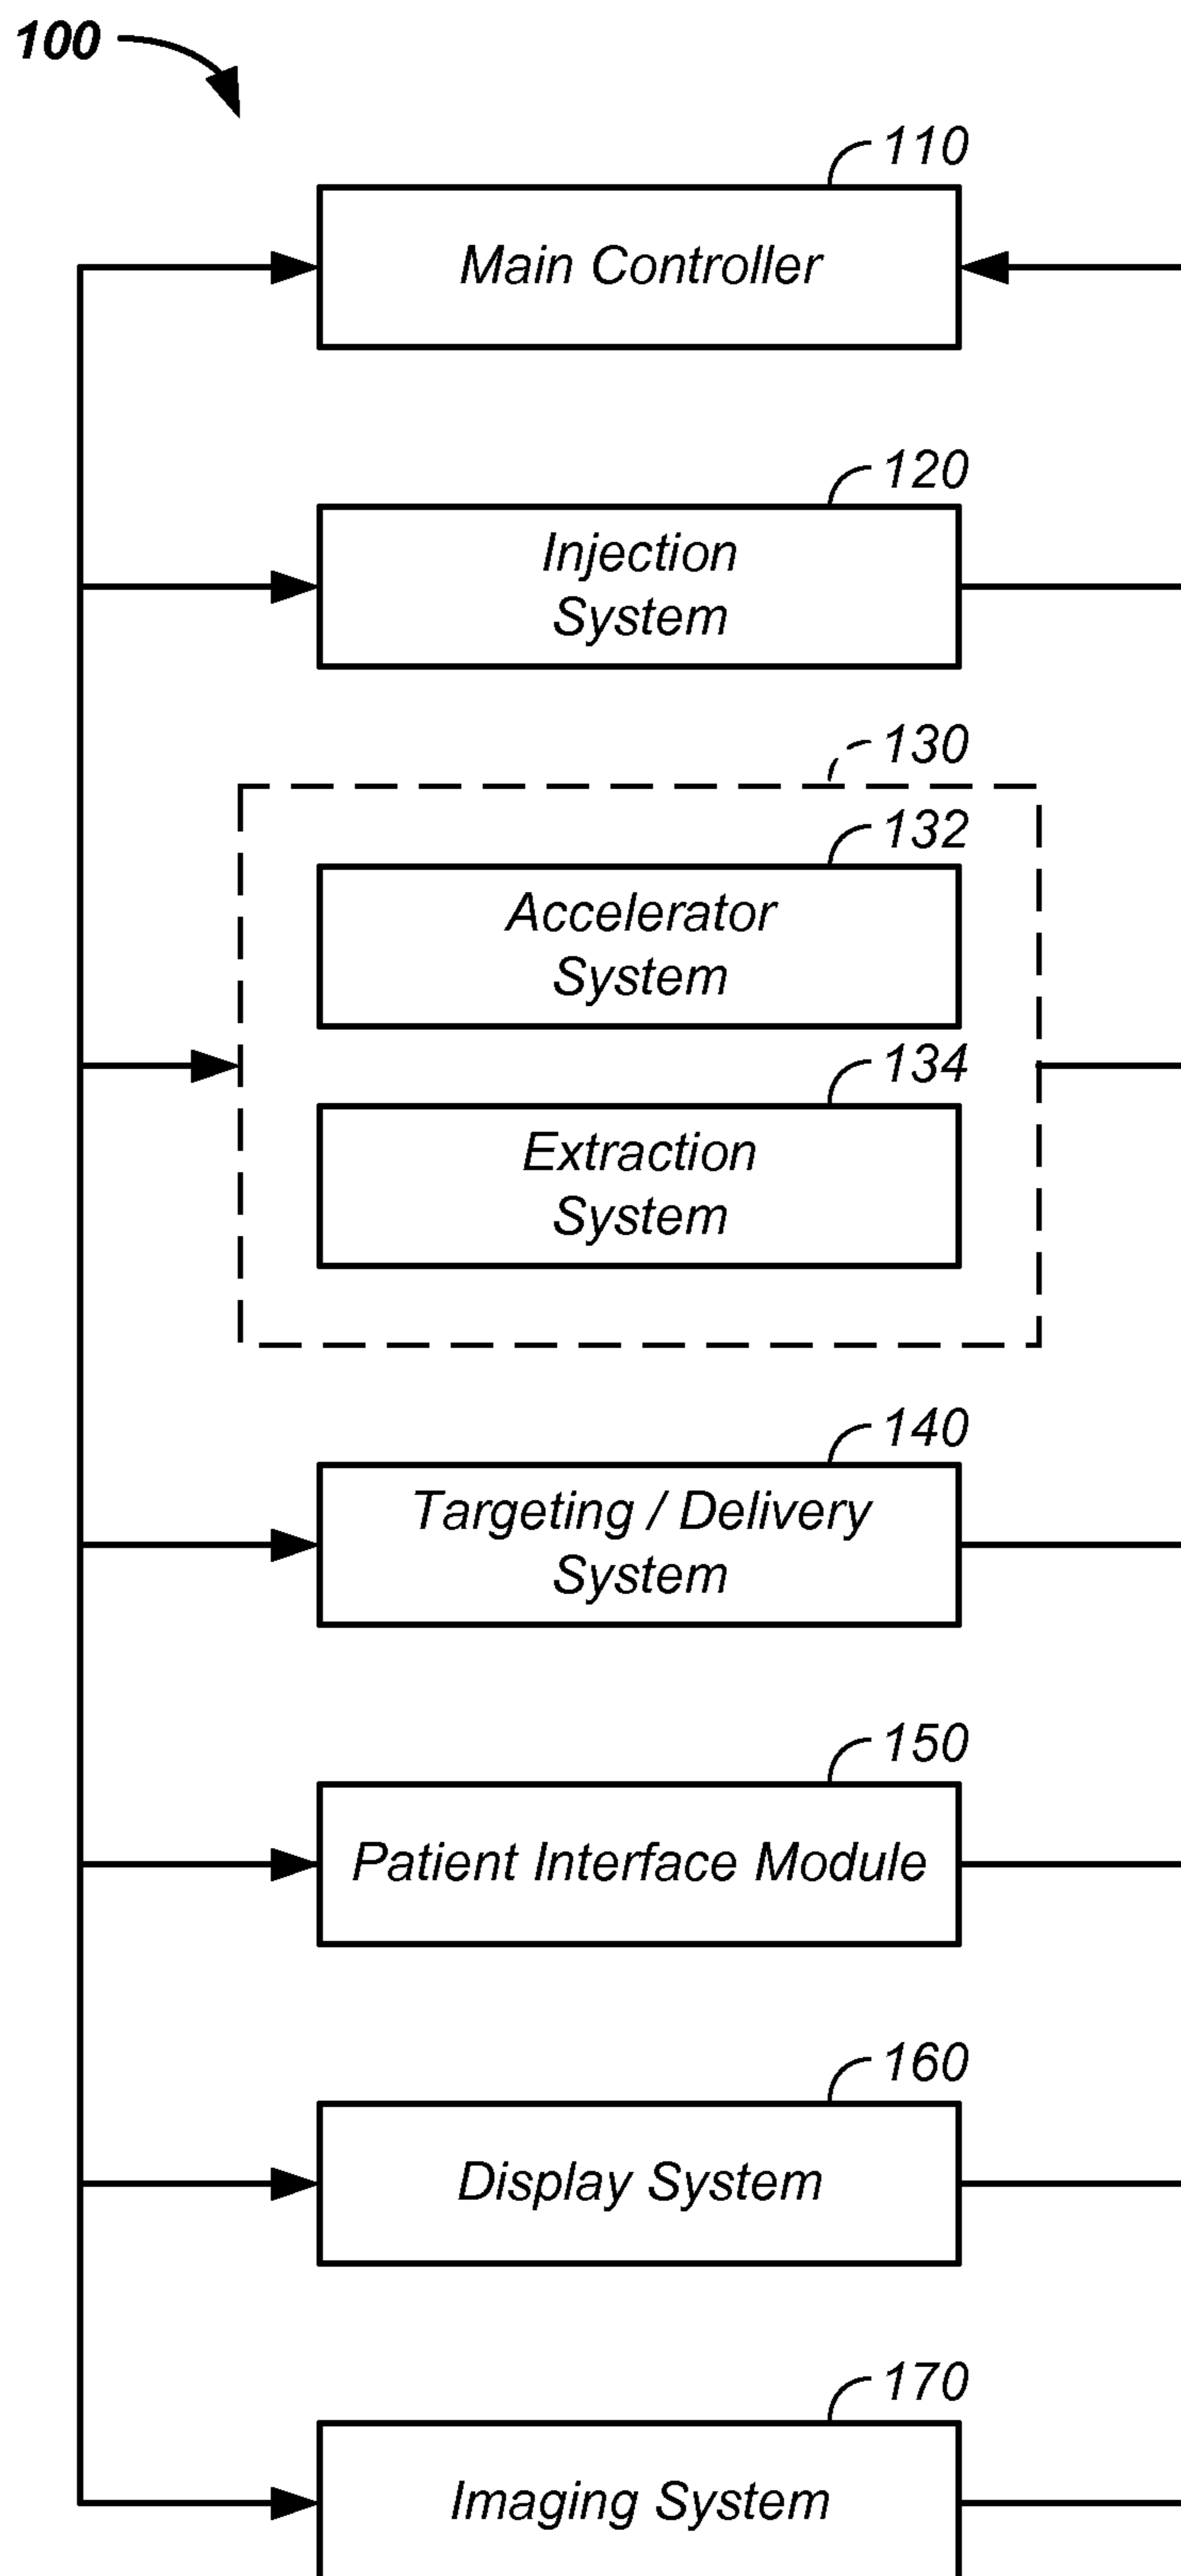 100
110
Main Controller
120
Injection
System
130
132
Accelerator
System
134
Extraction
System
140
Targeting / Delivery
System
150
Patient Interface Module
160
Display System
170
Imaging System